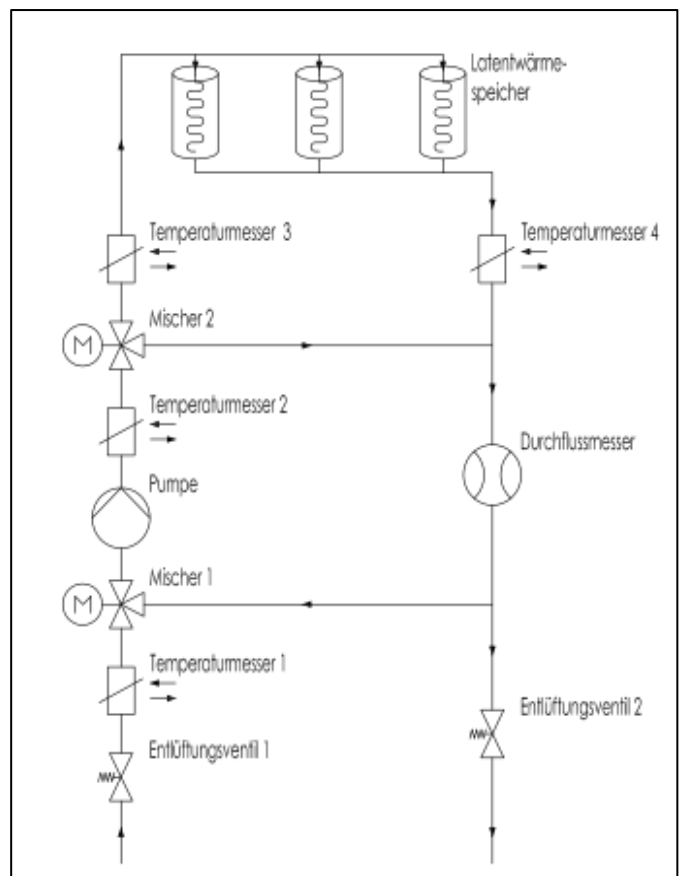 Latentwärme-
speicher
Temperaturmesser 3
Temperaturmesser 4
Mischer 2
M
Temperaturmesser 2
Durchflussmesser
Pumpe
Mischer 1
M
Temperaturmesser 1
Entlüftungsventil 2
Entlüftungsventil 1